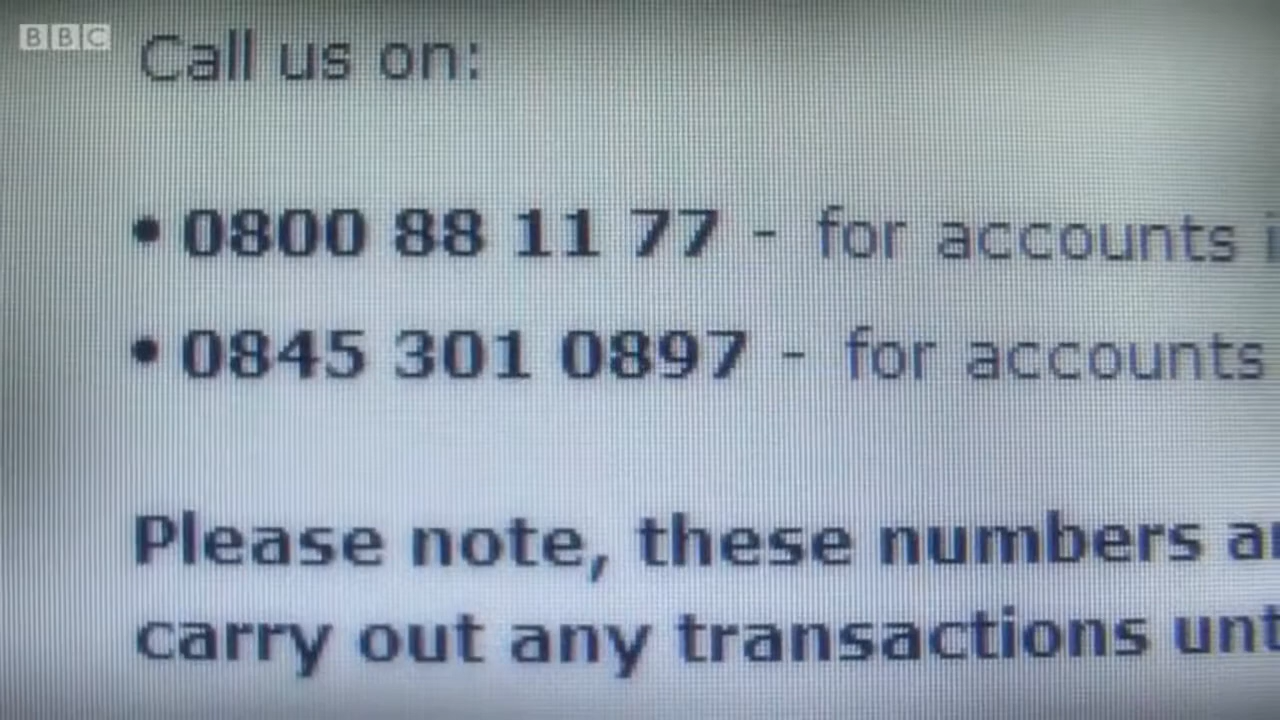 BBC
Call us on:
• 0800 88 11 77 - for accounts
• 0845 301 0897 - for accounts
Please note, these numbers
carry out any transactions